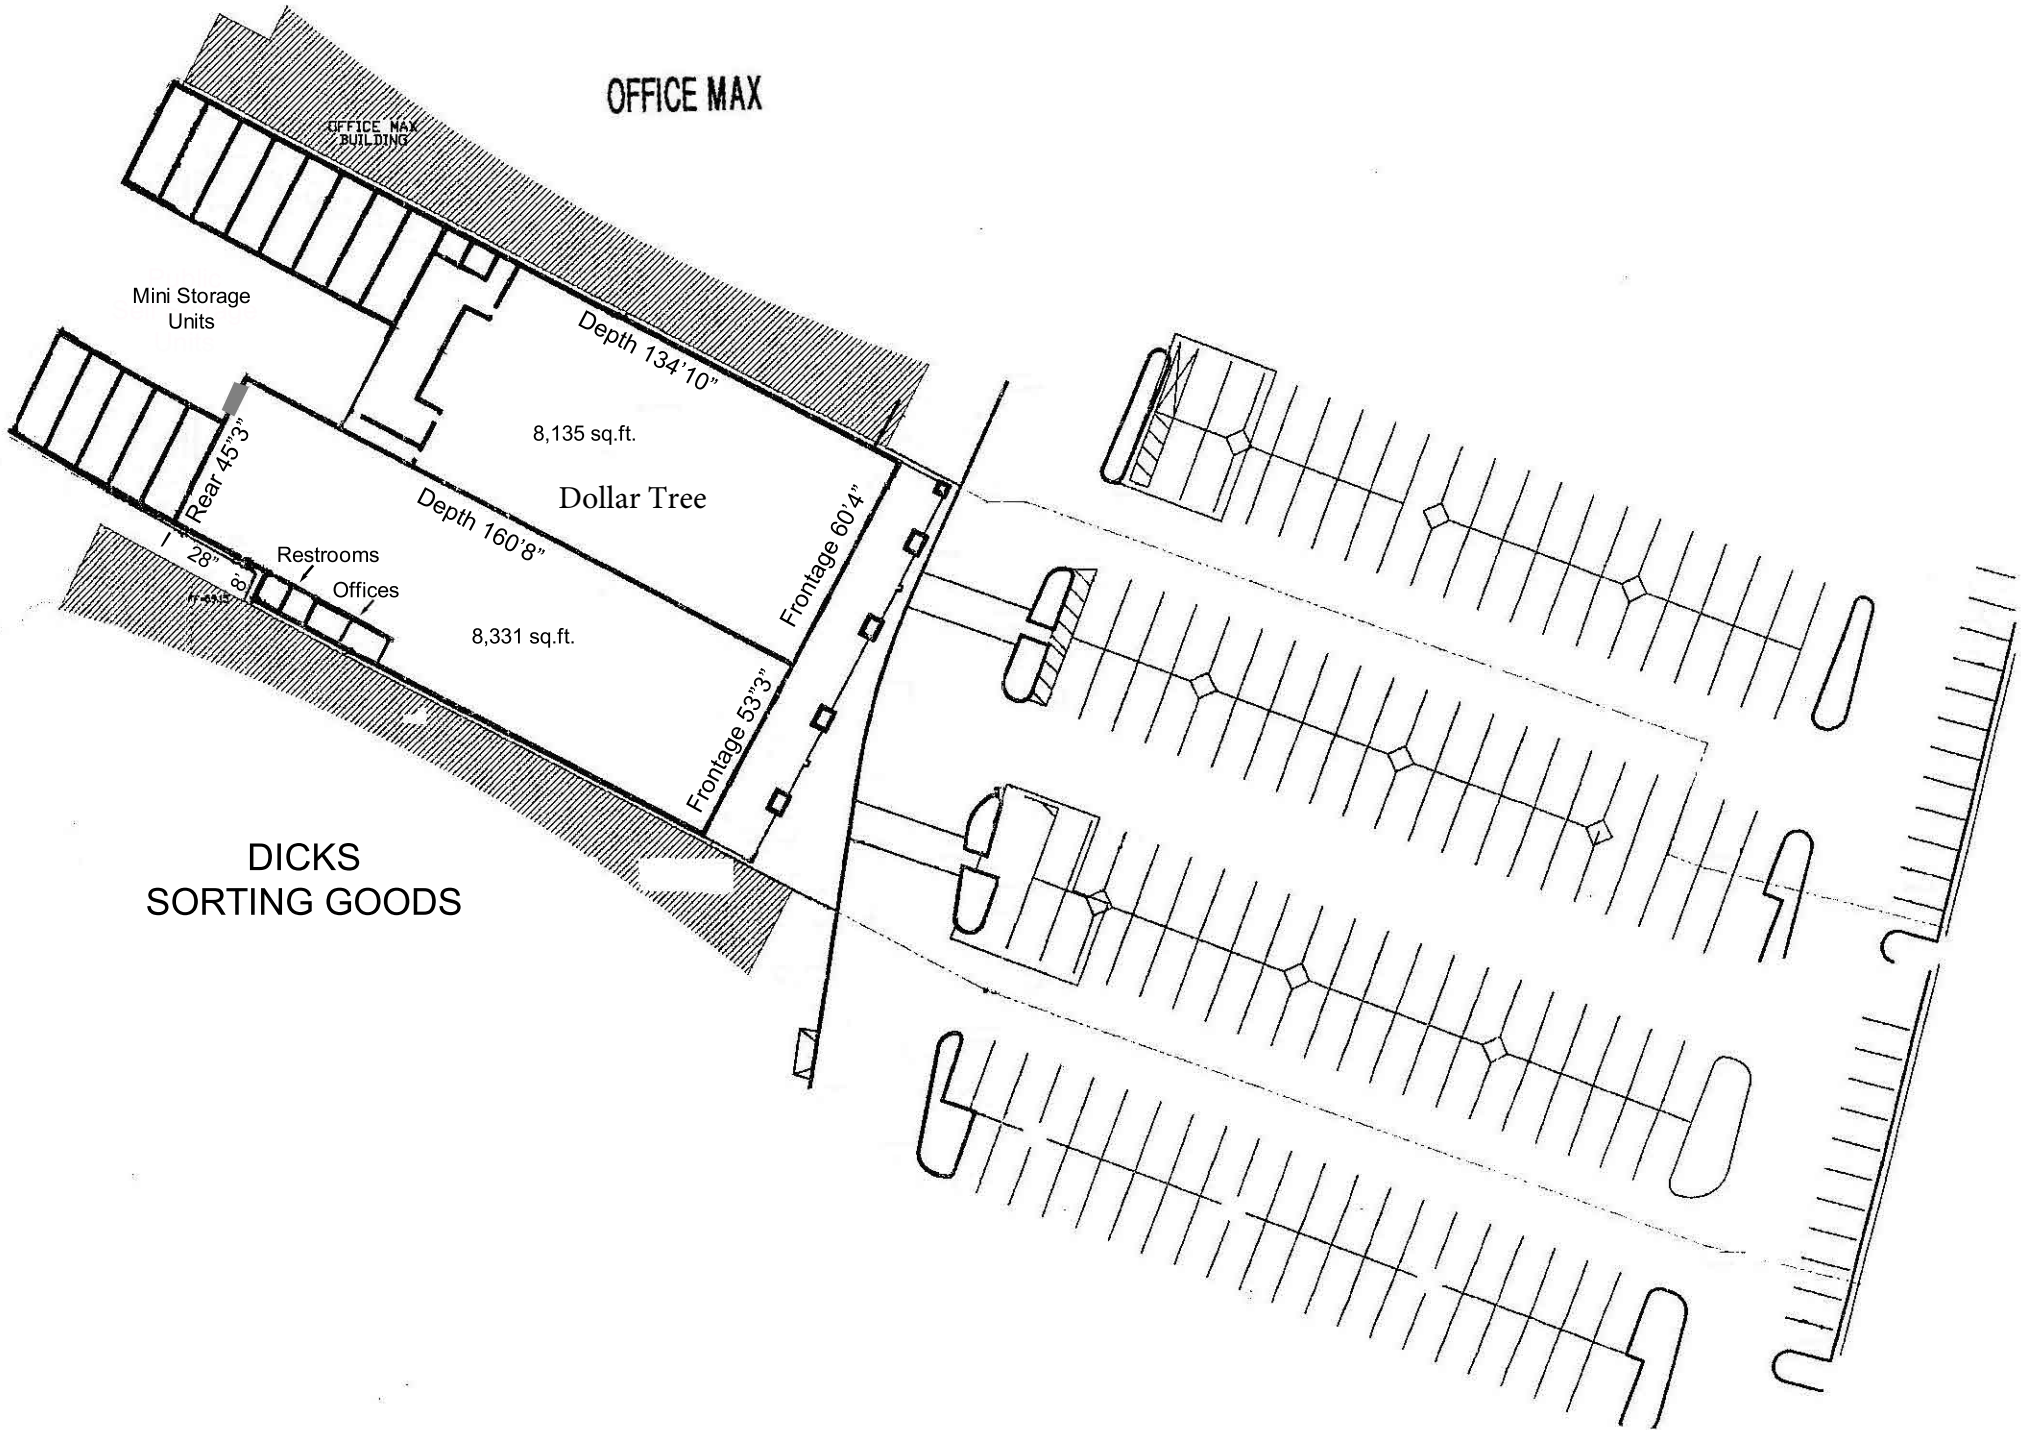 OFFICE MAX
OFFICE MAX
BUILDING
Mini Storage
Units
Depth 134'10"
8,135 sq.ft.
Dollar Tree
Rear 45"3"
Depth 160'8"
Frontage 60'4"
28"
8'
Restrooms
Offices
8,331 sq.ft.
Frontage 53"3"
DICKS
SORTING GOODS